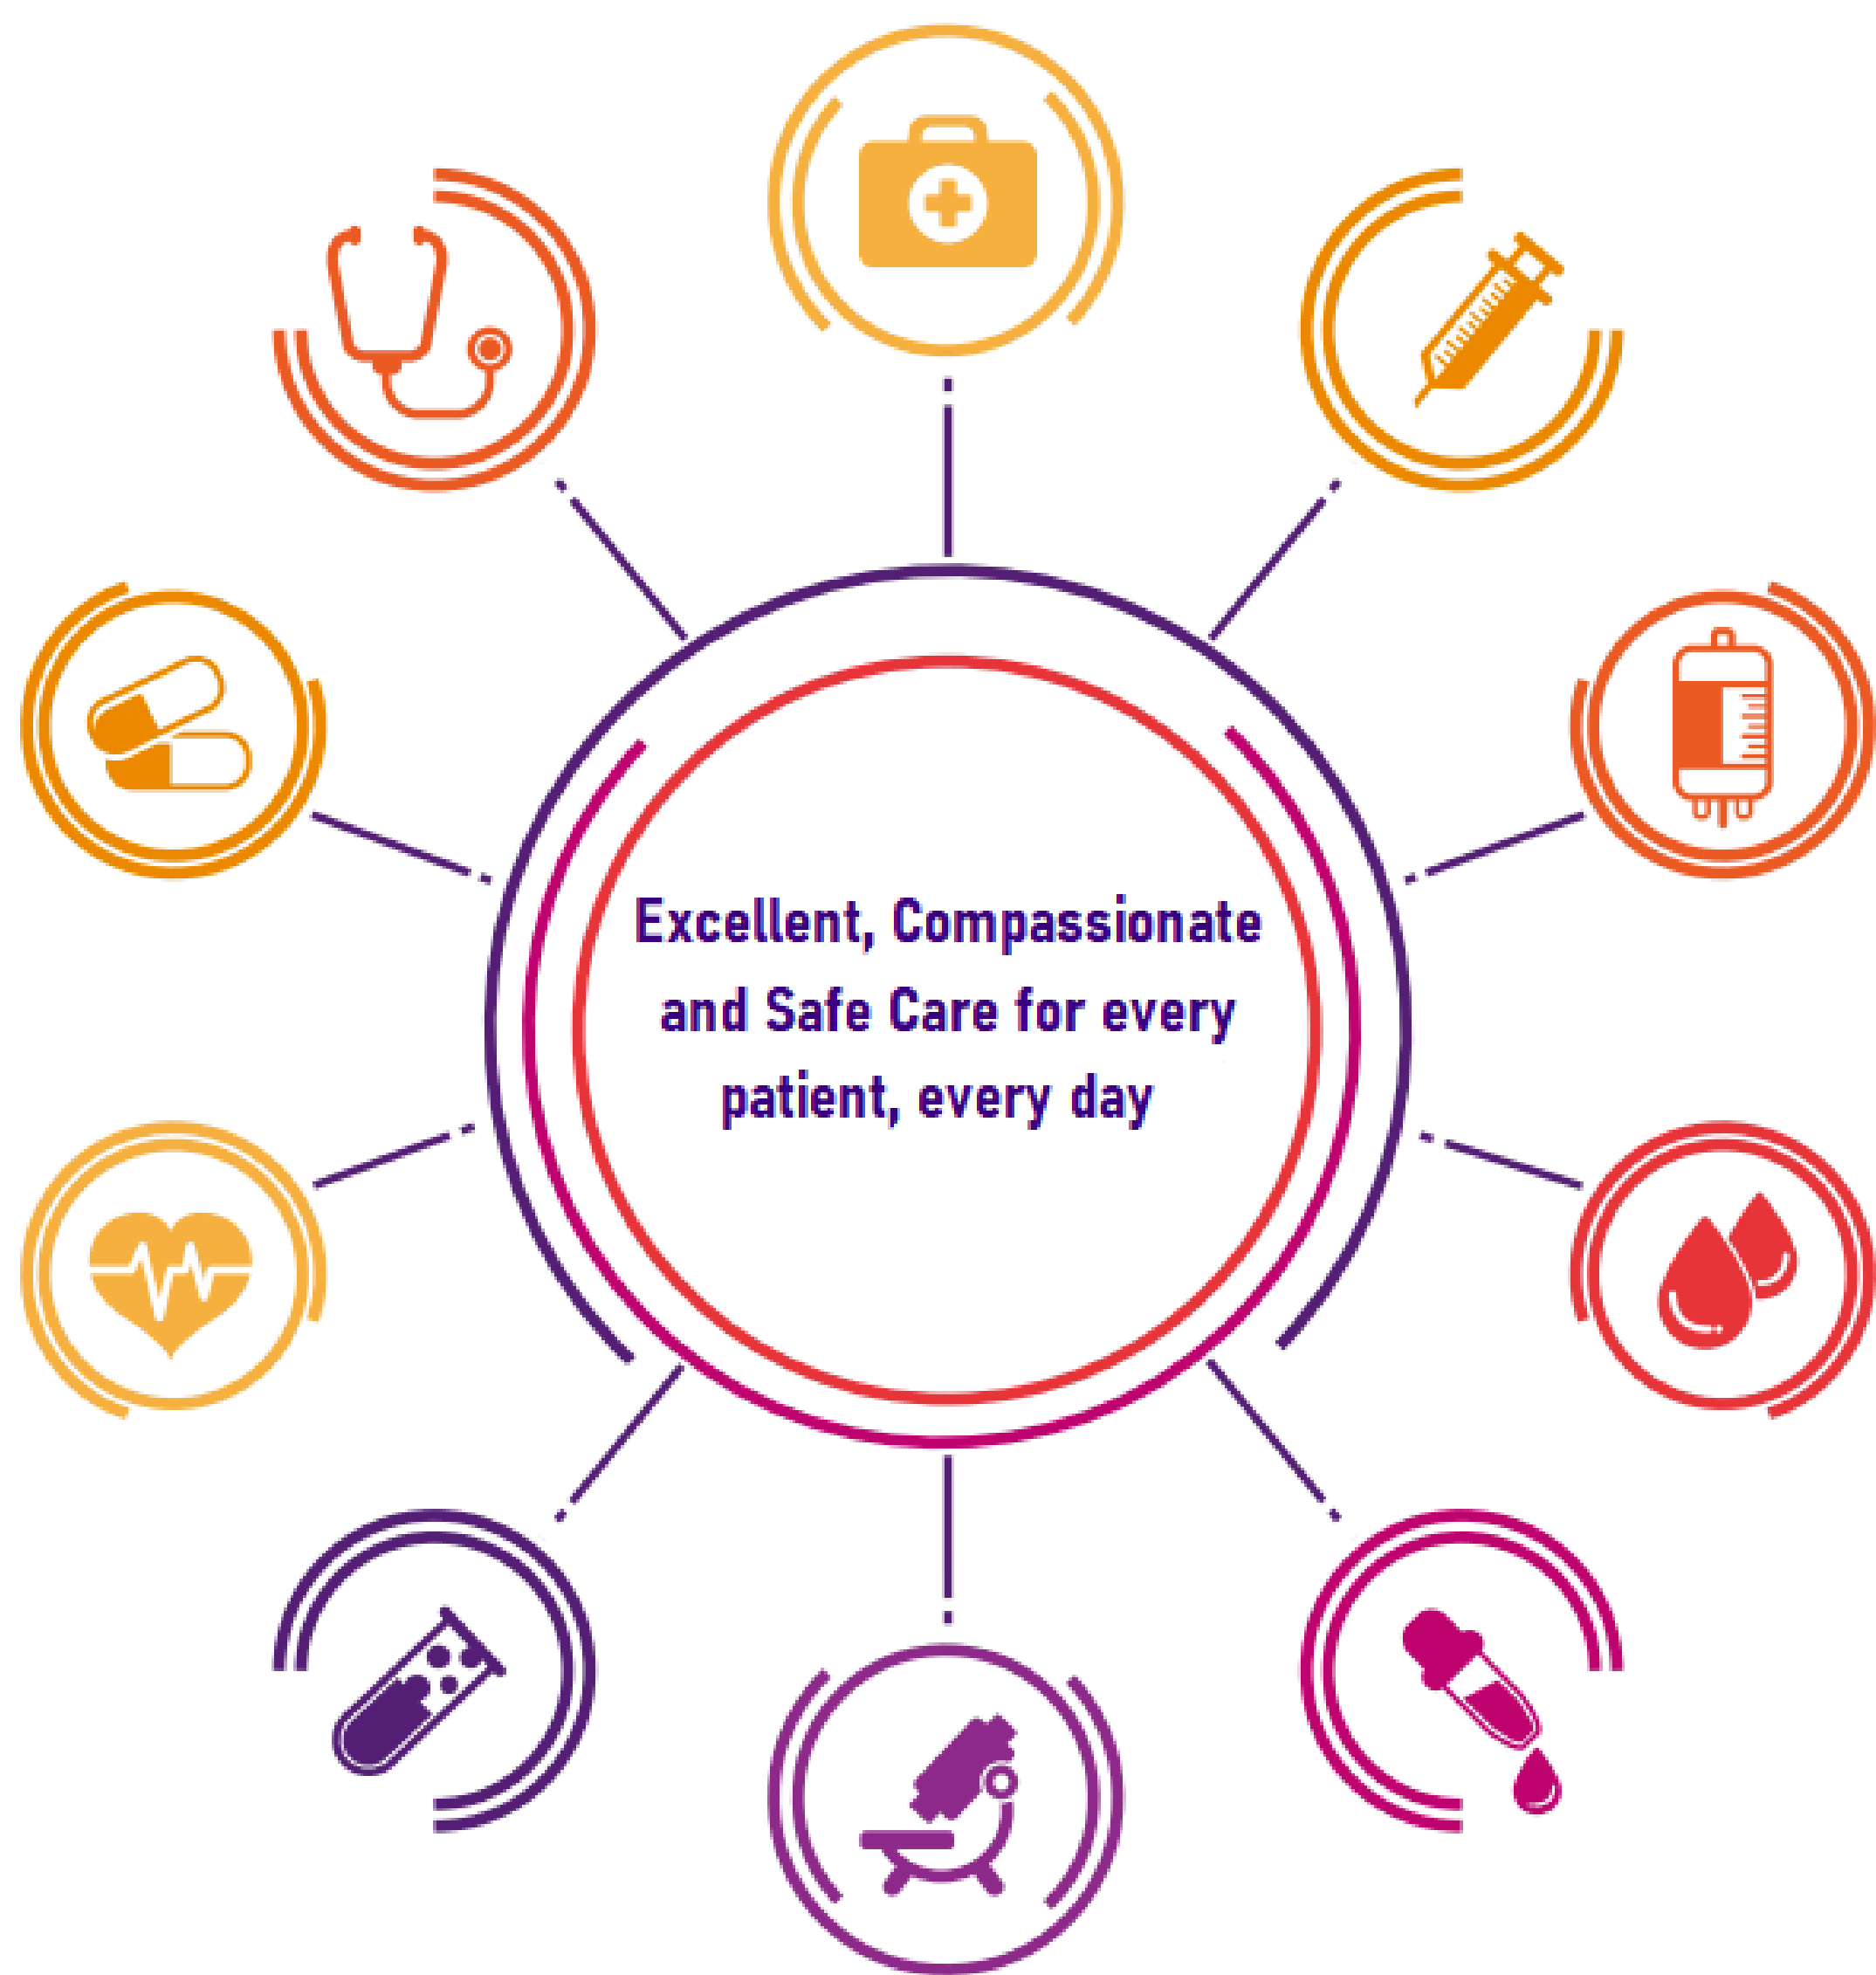 Excellent, Compassionate
and Safe Care for every
patient, every day